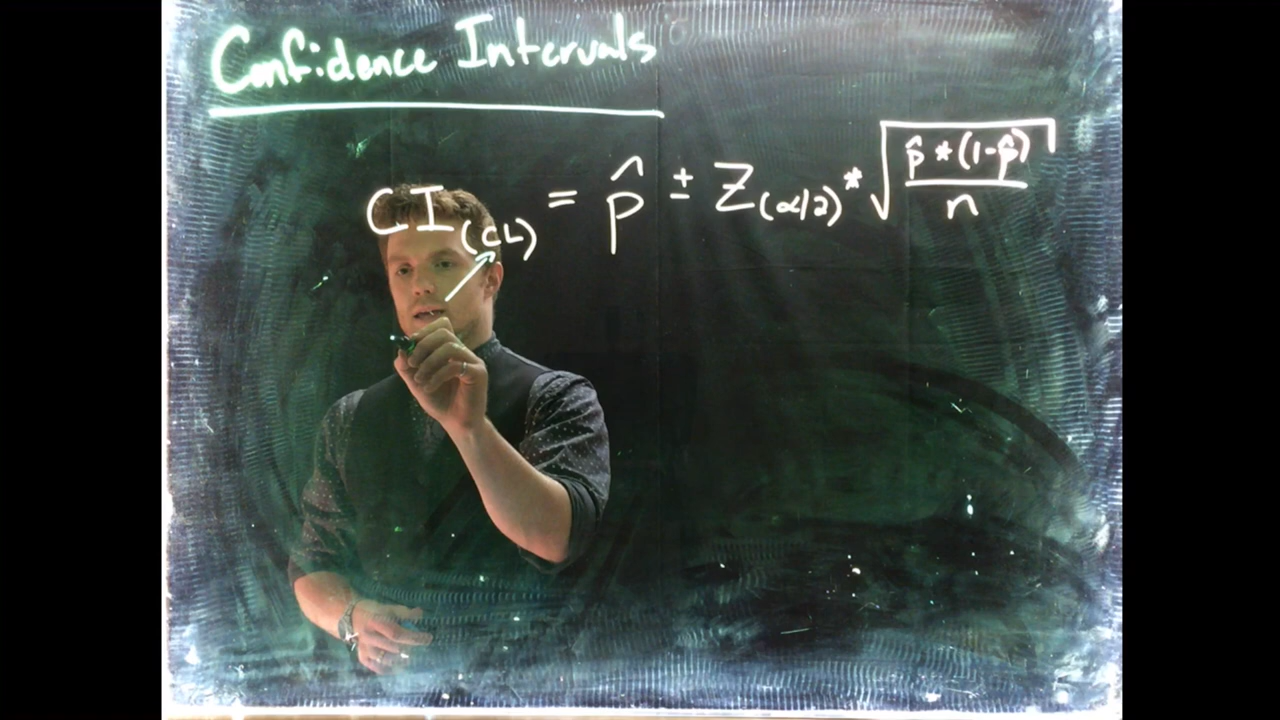 Confidence Intervals
CI(CL) = p̂ ± Z(α/2) * √(p̂ * (1-p̂) / n)